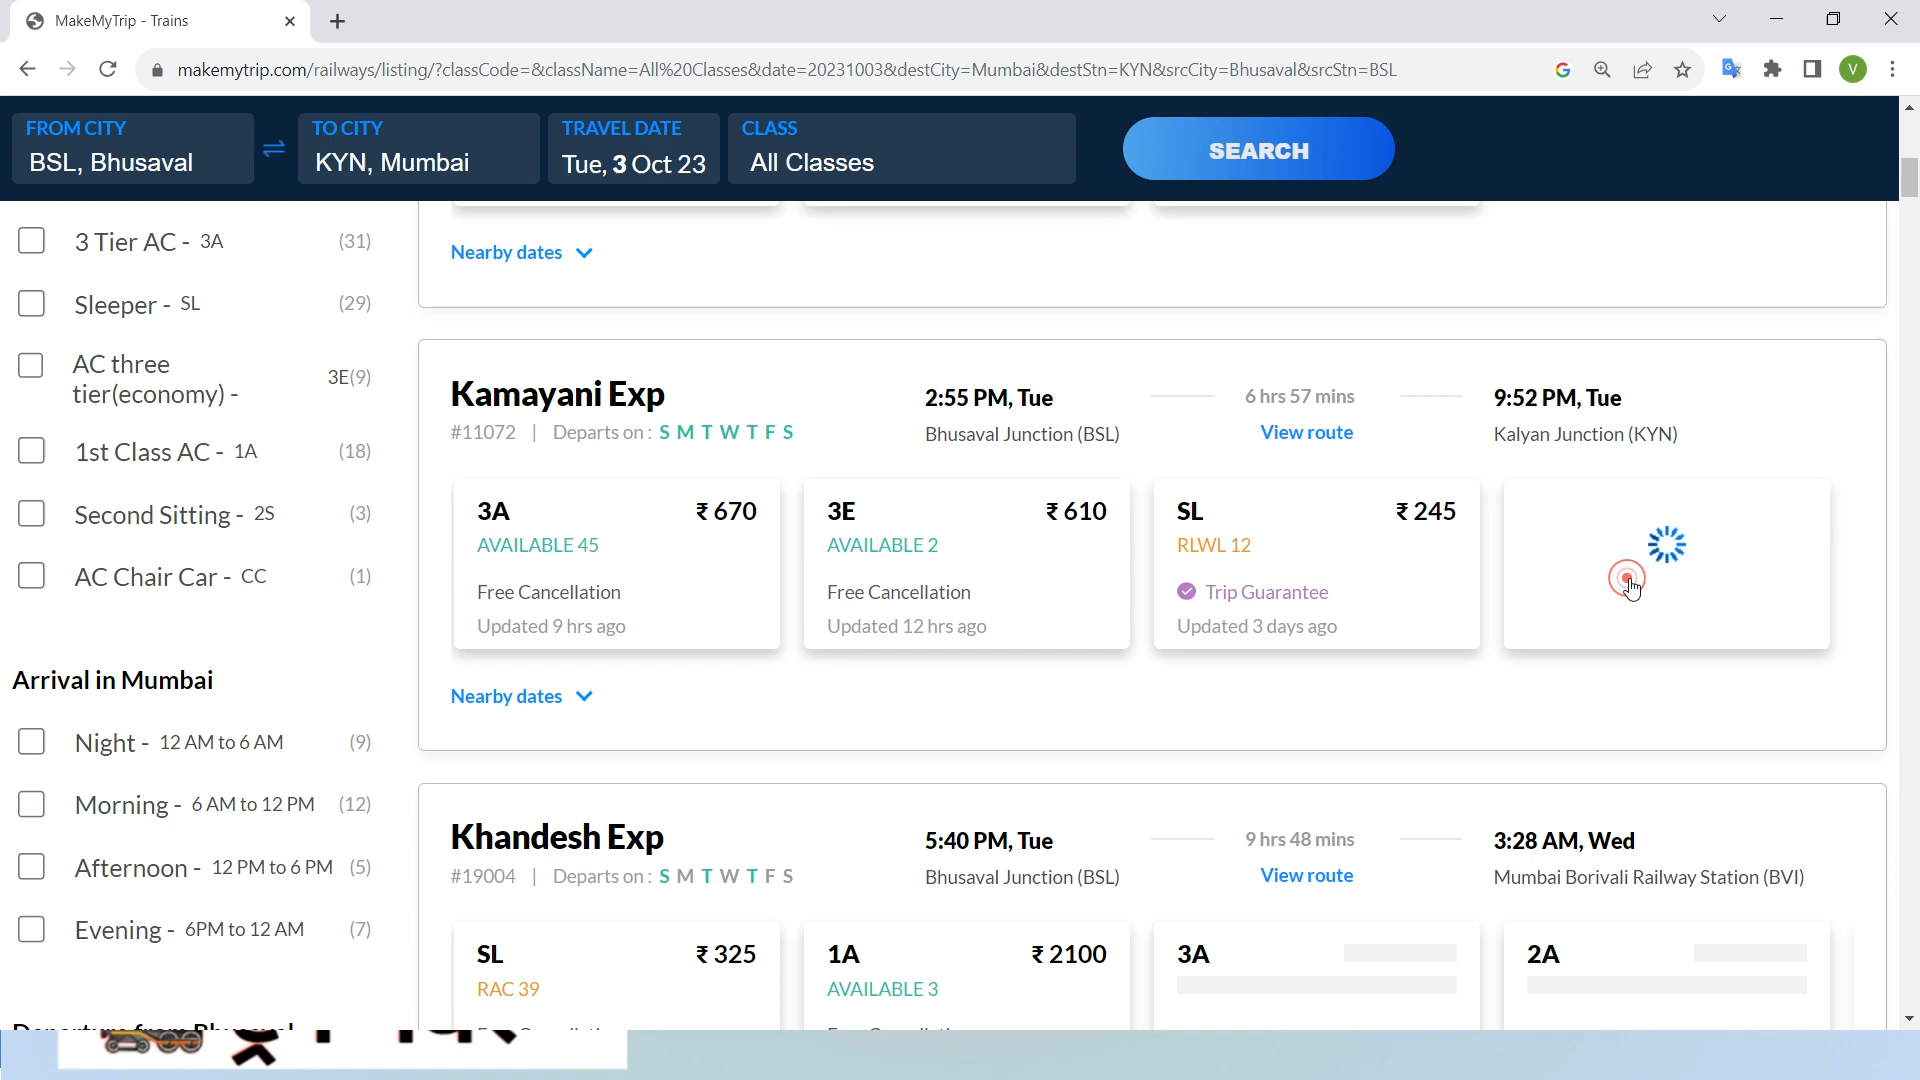 MakeMyTrip - Trains
makemytrip.com/railways/listing/?classCode=&className=All%20Classes&date=20231003&destCity=Mumbai&destStn=KYN&srcCity=Bhusaval&srcStn=BSL
V
FROM CITY
BSL, Bhusaval
TO CITY
KYN, Mumbai
TRAVEL DATE
Tue, 3 Oct 23
CLASS
All Classes
SEARCH
3 Tier AC - 3A (31)
Sleeper - SL (29)
AC three
tier(economy) - 3E(9)
1st Class AC - 1A (18)
Second Sitting - 2S (3)
AC Chair Car - CC (1)
Arrival in Mumbai
Night - 12 AM to 6 AM (9)
Morning - 6 AM to 12 PM (12)
Afternoon - 12 PM to 6 PM (5)
Evening - 6PM to 12 AM (7)
Nearby dates
Kamayani Exp
#11072 | Departs on : S M T W T F S
2:55 PM, Tue
Bhusaval Junction (BSL)
6 hrs 57 mins
View route
9:52 PM, Tue
Kalyan Junction (KYN)
3A ₹ 670
AVAILABLE 45
Free Cancellation
Updated 9 hrs ago
3E ₹ 610
AVAILABLE 2
Free Cancellation
Updated 12 hrs ago
SL ₹ 245
RLWL 12
Trip Guarantee
Updated 3 days ago
Nearby dates
Khandesh Exp
#19004 | Departs on : S M T W T F S
5:40 PM, Tue
Bhusaval Junction (BSL)
9 hrs 48 mins
View route
3:28 AM, Wed
Mumbai Borivali Railway Station (BVI)
SL ₹ 325
RAC 39
1A ₹ 2100
AVAILABLE 3
3A
2A